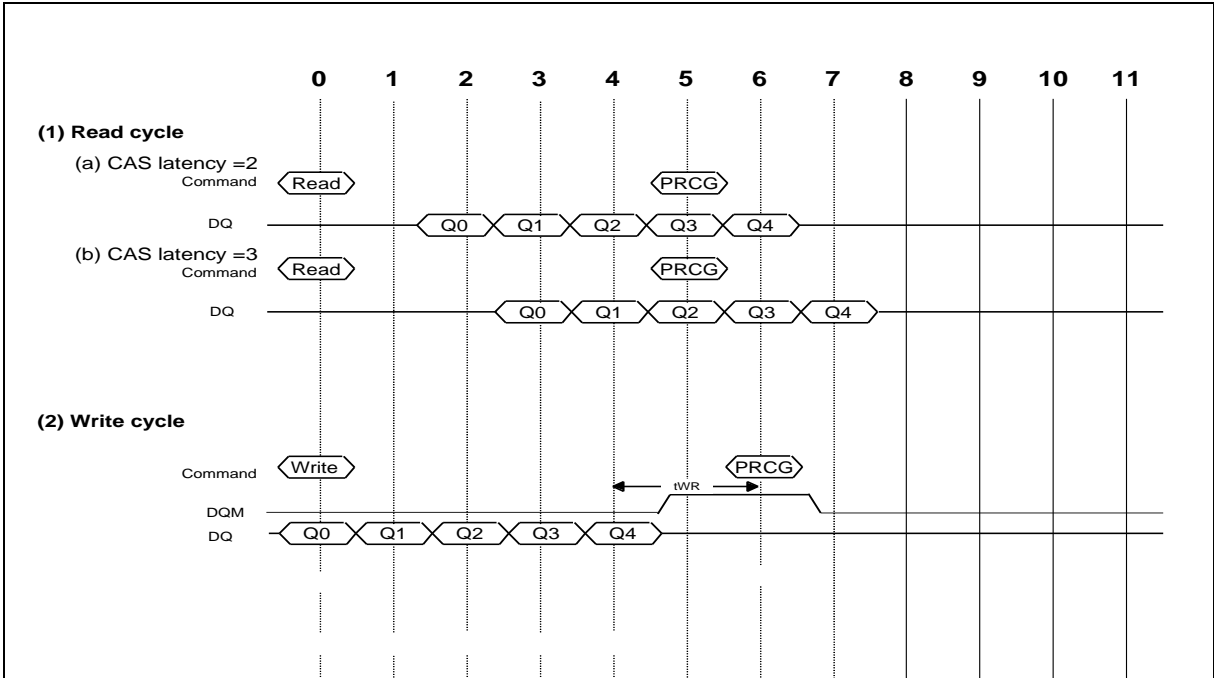 0 1 2 3 4 5 6 7 8 9 10 11
(1) Read cycle
(a) CAS latency =2
Command Read PRCG
DQ Q0 Q1 Q2 Q3 Q4
(b) CAS latency =3
Command Read PRCG
DQ Q0 Q1 Q2 Q3 Q4
(2) Write cycle
Command Write PRCG
tWR
DQM
DQ Q0 Q1 Q2 Q3 Q4